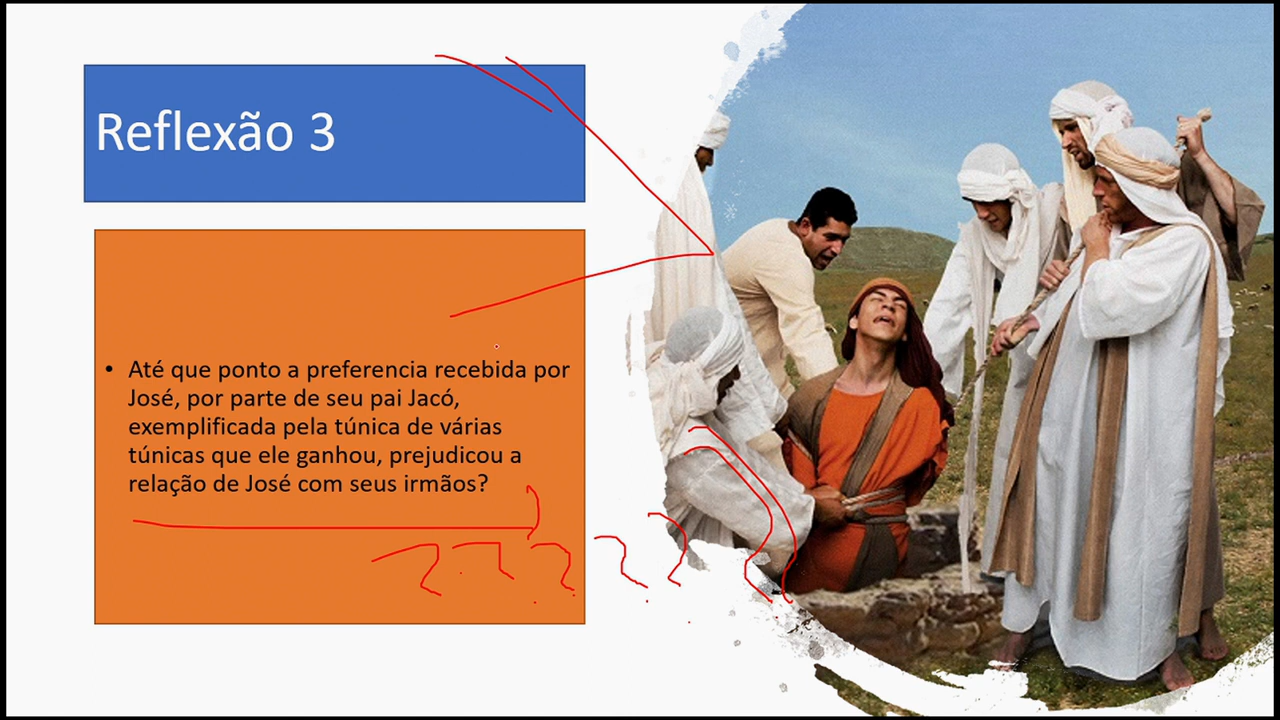 Reflexão 3
• Até que ponto a preferencia recebida por
José, por parte de seu pai Jacó,
exemplificada pela túnica de várias
túnicas que ele ganhou, prejudicou a
relação de José com seus irmãos?
? ? ? ? ? ?